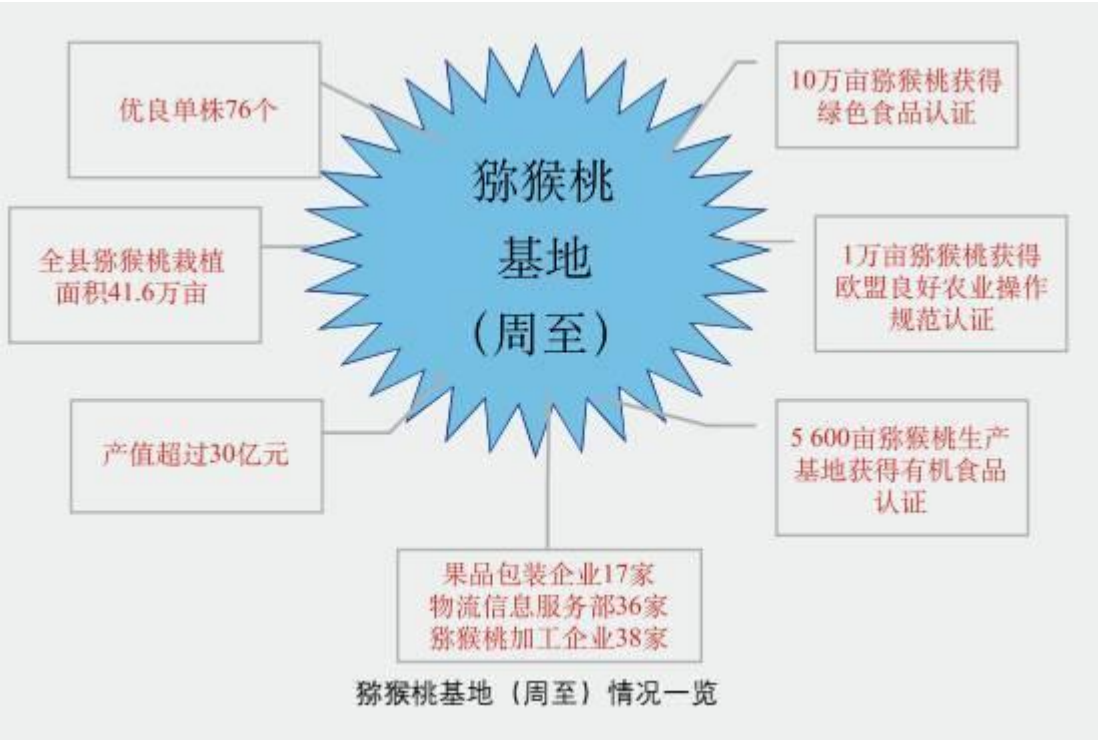 优良单株76个
10万亩猕猴桃获得
绿色食品认证
猕猴桃
基地
（周至）
全县猕猴桃栽植
面积41.6万亩
1万亩猕猴桃获得
欧盟良好农业操作
规范认证
产值超过30亿元
5 600亩猕猴桃生产
基地获得有机食品
认证
果品包装企业17家
物流信息服务部36家
猕猴桃加工企业38家
猕猴桃基地（周至）情况一览